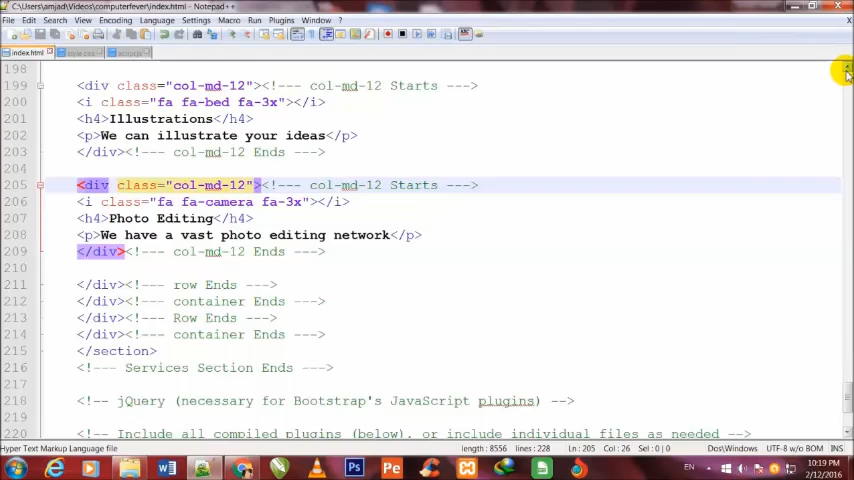 C:\Users\amjad\Videos\computerfever\index.html - Notepad++
File Edit Search View Encoding Language Settings Macro Run Plugins Window ?
index.html style.css script.js
198
199 <div class="col-md-12"><!--- col-md-12 Starts --->
200 <i class="fa fa-bed fa-3x"></i>
201 <h4>Illustrations</h4>
202 <p>We can illustrate your ideas</p>
203 </div><!--- col-md-12 Ends --->
204
205 <div class="col-md-12"><!--- col-md-12 Starts --->
206 <i class="fa fa-camera fa-3x"></i>
207 <h4>Photo Editing</h4>
208 <p>We have a vast photo editing network</p>
209 </div><!--- col-md-12 Ends --->
210
211 </div><!--- row Ends --->
212 </div><!--- container Ends --->
213 </div><!--- Row Ends --->
214 </div><!--- container Ends --->
215 </section>
216 <!--- Services Section Ends --->
217
218 <!-- jQuery (necessary for Bootstrap's JavaScript plugins) -->
219
220 <!-- Include all compiled plugins (below), or include individual files as needed -->
Hyper Text Markup Language file length : 8556 lines : 228 Ln : 205 Col : 26 Sel : 0 | 0 Dos\Windows UTF-8 w/o BOM INS
W Ps Pe EN 10:19 PM
2/12/2016